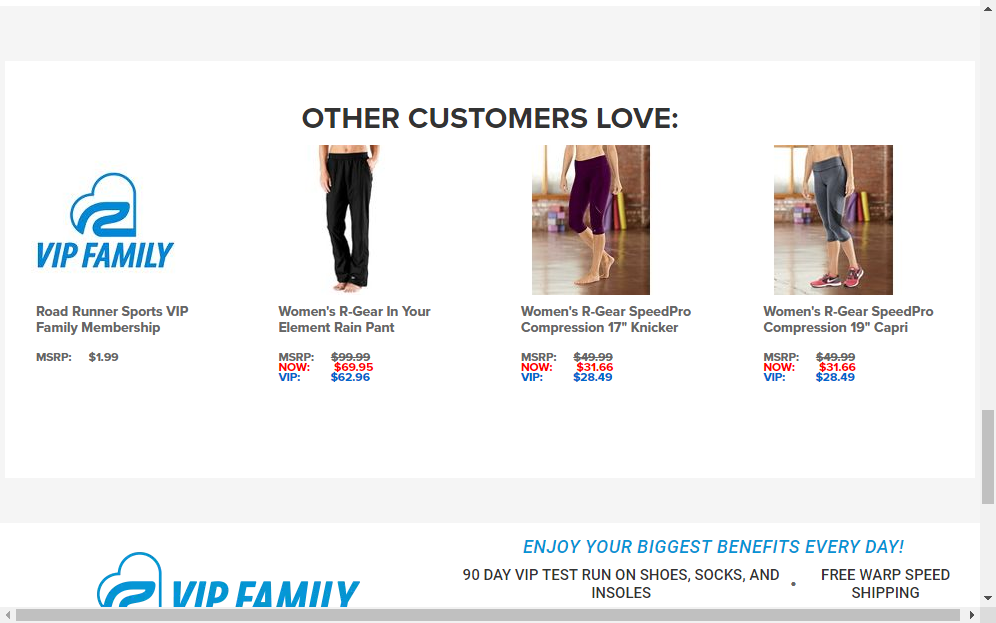 OTHER CUSTOMERS LOVE:
VIP FAMILY
Road Runner Sports VIP
Family Membership
MSRP: $1.99
Women's R-Gear In Your
Element Rain Pant
MSRP: $99.99
NOW: $69.95
VIP: $62.96
Women's R-Gear SpeedPro
Compression 17" Knicker
MSRP: $49.99
NOW: $31.66
VIP: $28.49
Women's R-Gear SpeedPro
Compression 19" Capri
MSRP: $49.99
NOW: $31.66
VIP: $28.49
VIP FAMILY
ENJOY YOUR BIGGEST BENEFITS EVERY DAY!
90 DAY VIP TEST RUN ON SHOES, SOCKS, AND
INSOLES
•
FREE WARP SPEED
SHIPPING